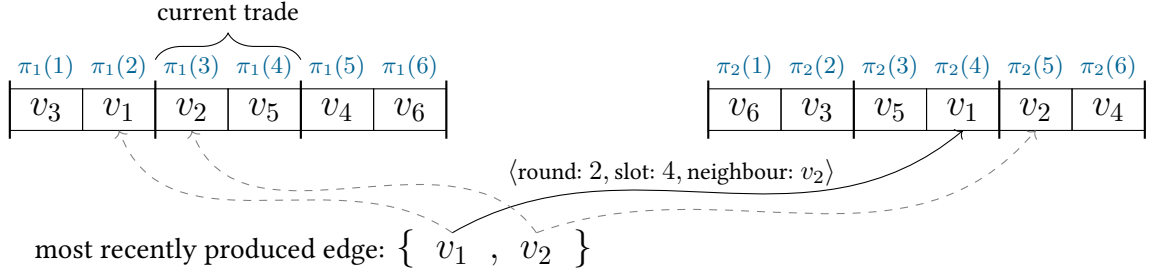 current trade
π₁(1) π₁(2) π₁(3) π₁(4) π₁(5) π₁(6) π₂(1) π₂(2) π₂(3) π₂(4) π₂(5) π₂(6)
v₃ v₁ v₂ v₅ v₄ v₆ v₆ v₃ v₅ v₁ v₂ v₄
⟨round: 2, slot: 4, neighbour: v₂⟩
most recently produced edge: { v₁ , v₂ }